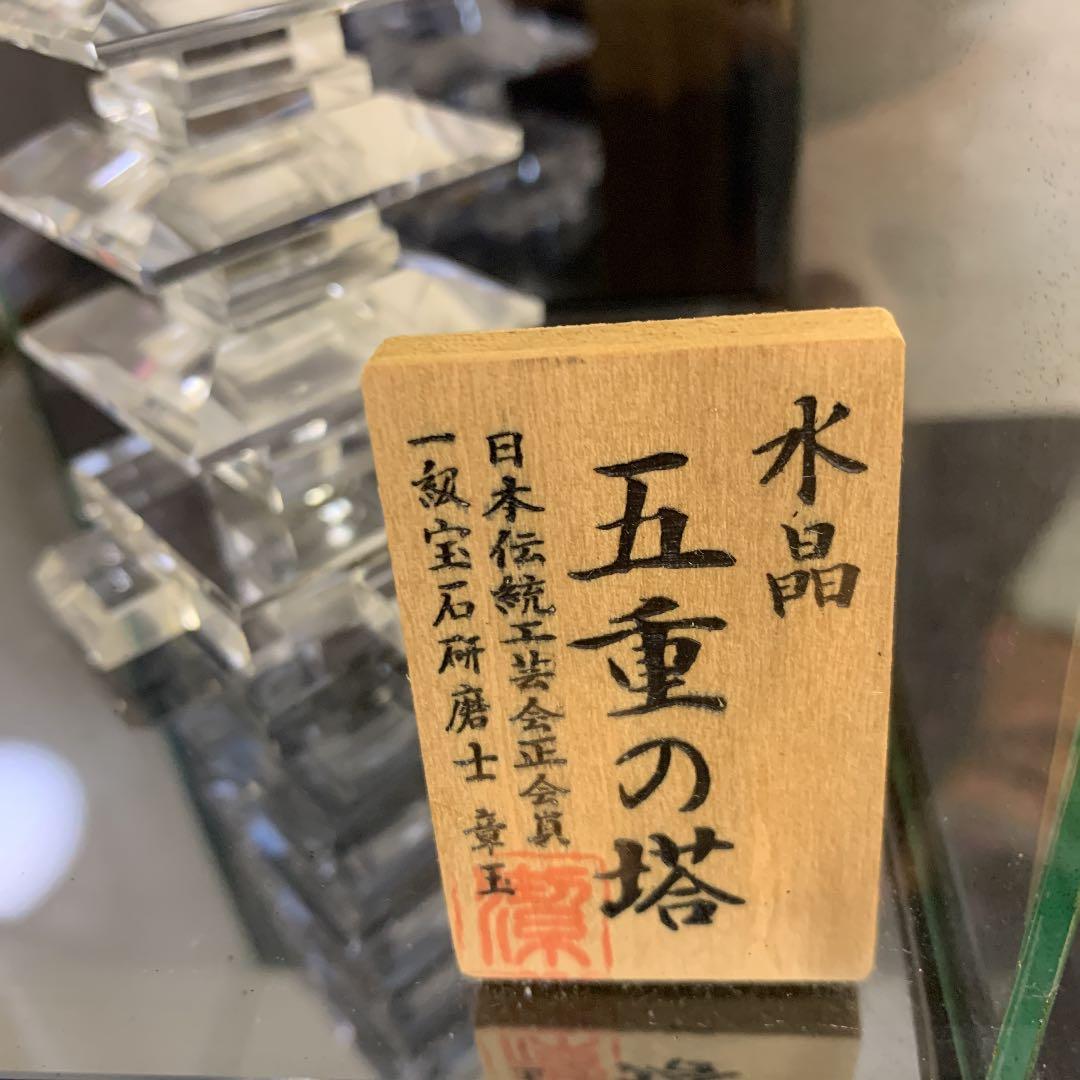 水晶
五重の塔
日本伝統工芸会正会員
一級宝石研磨士 章玉